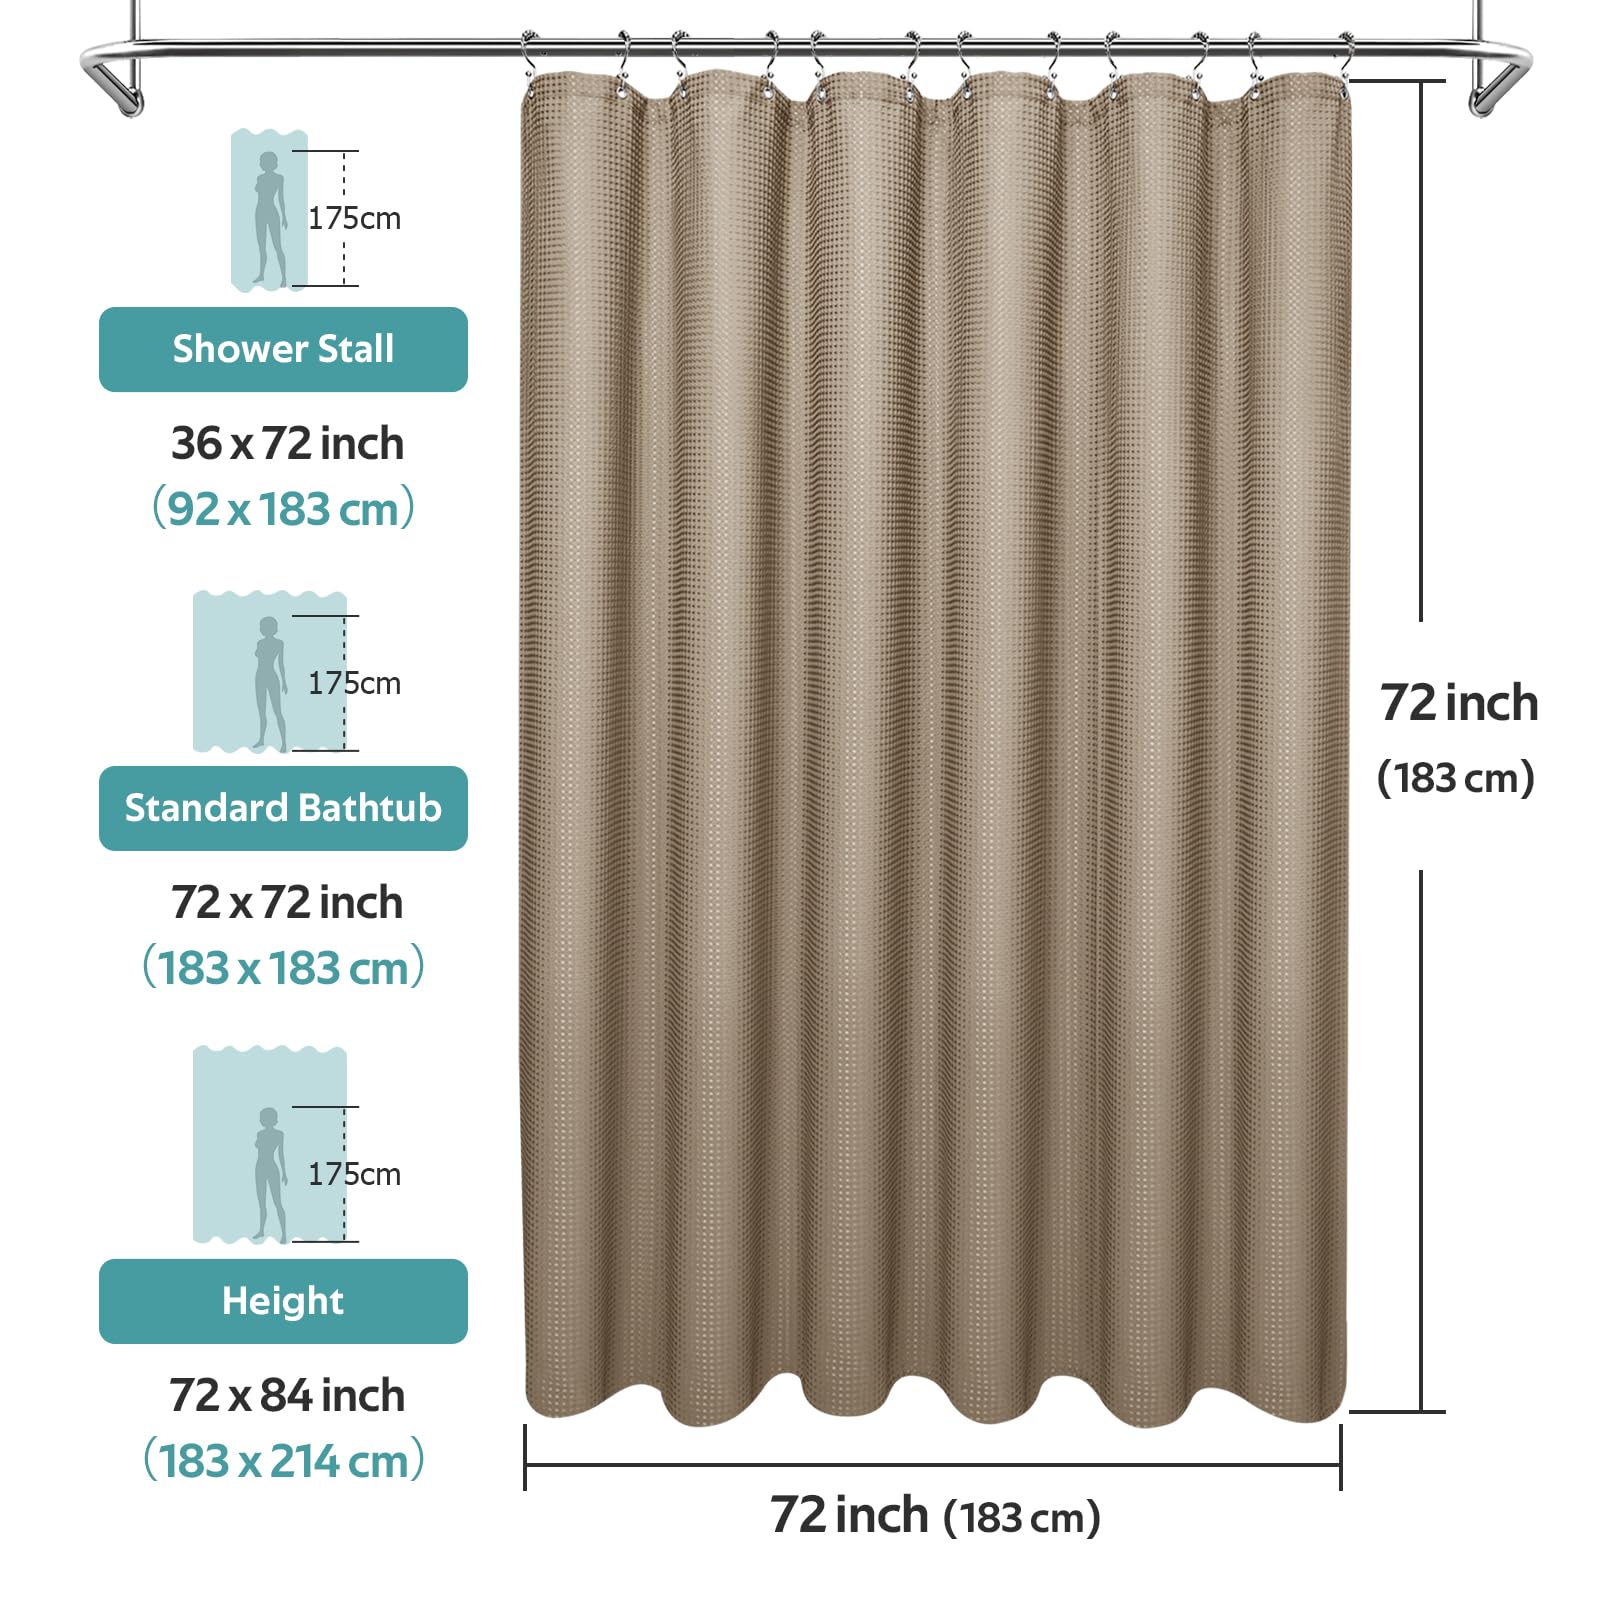 175cm
Shower Stall
36 x 72 inch
(92 x 183 cm)
175cm
Standard Bathtub
72 x 72 inch
(183 x 183 cm)
175cm
Height
72 x 84 inch
(183 x 214 cm)
72 inch
(183 cm)
72 inch (183 cm)